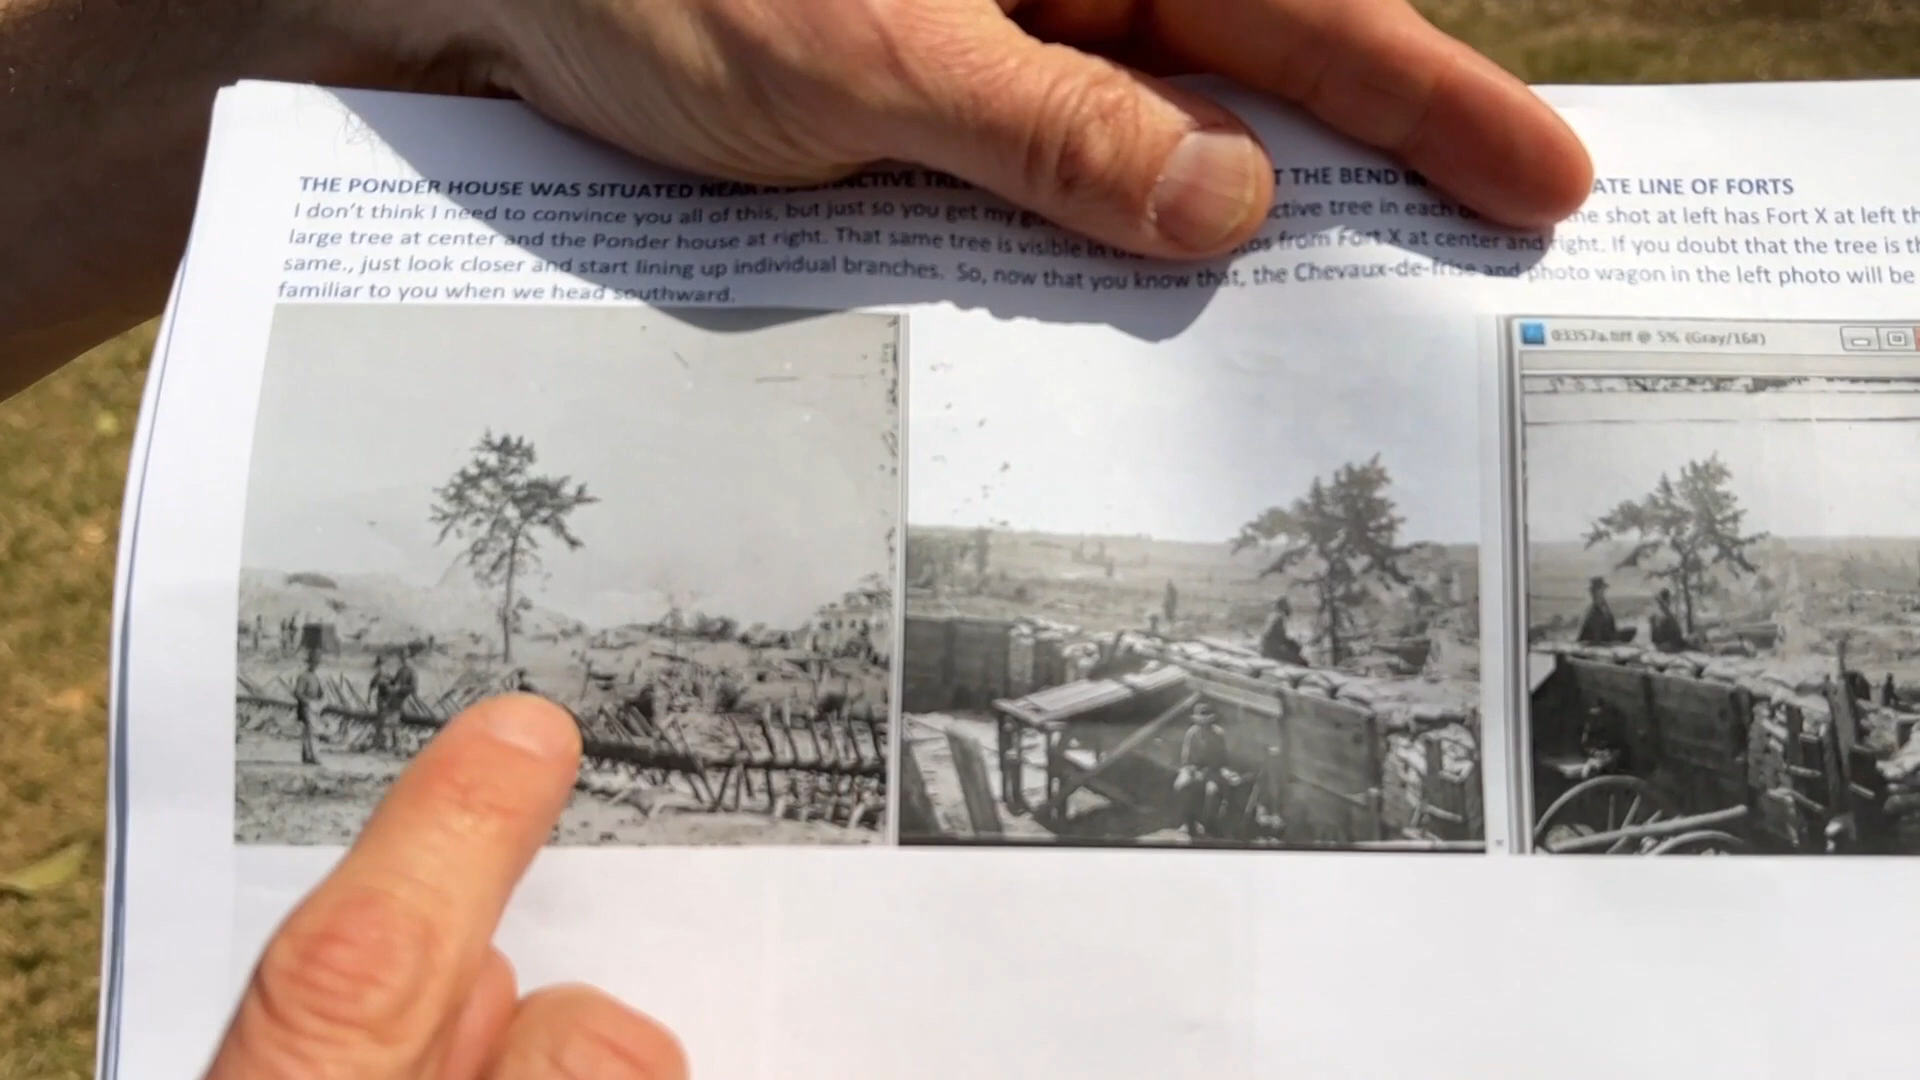 THE PONDER HOUSE WAS SITUATED NEAR A T THE BEND IN ATE LINE OF FORTS
I don't think I need to convince you all of this, but just so you get my ctive tree in each the shot at left has Fort X at left th
large tree at center and the Ponder house at right. That same tree is visible in from Fort X at center and right. If you doubt that the tree is th
same., just look closer and start lining up individual branches. So, now that you know that, the Chevaux-de-frise and photo wagon in the left photo will be
familiar to you when we head southward.
03357a.tiff @ 5% (Gray/16#)